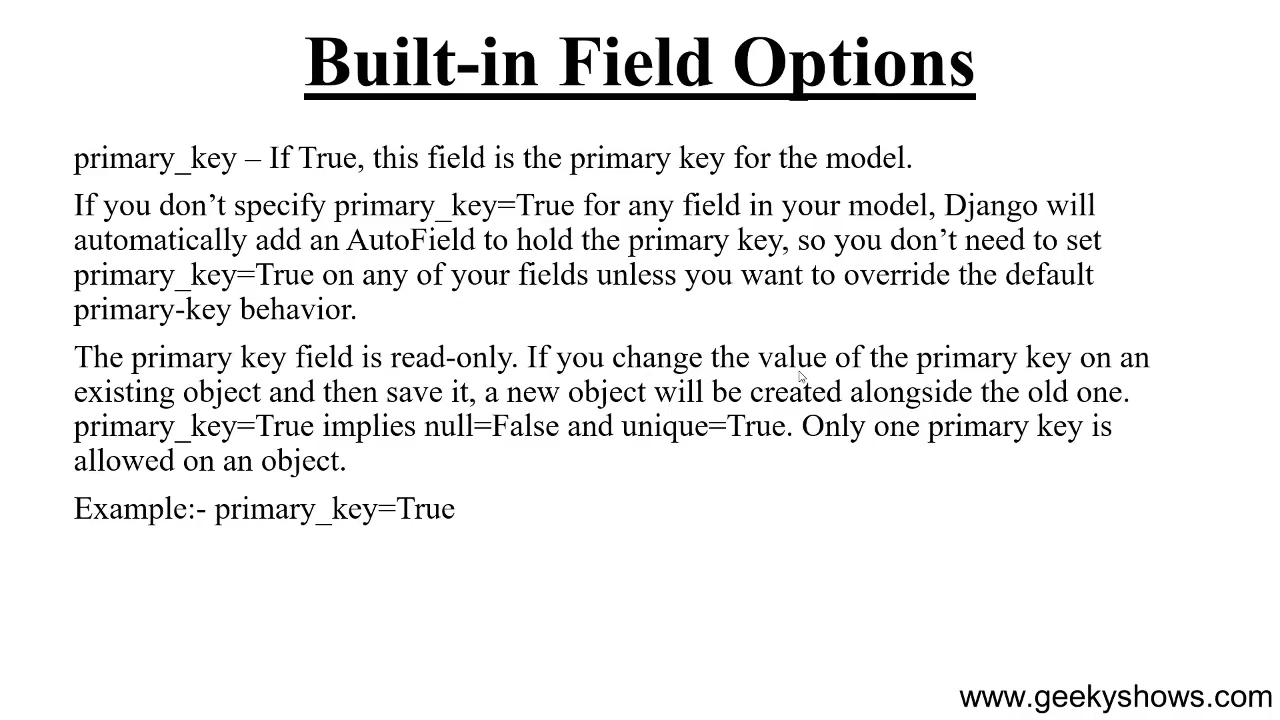 Built-in Field Options
primary_key – If True, this field is the primary key for the model.
If you don’t specify primary_key=True for any field in your model, Django will
automatically add an AutoField to hold the primary key, so you don’t need to set
primary_key=True on any of your fields unless you want to override the default
primary-key behavior.
The primary key field is read-only. If you change the value of the primary key on an
existing object and then save it, a new object will be created alongside the old one.
primary_key=True implies null=False and unique=True. Only one primary key is
allowed on an object.
Example:- primary_key=True
www.geekyshows.com